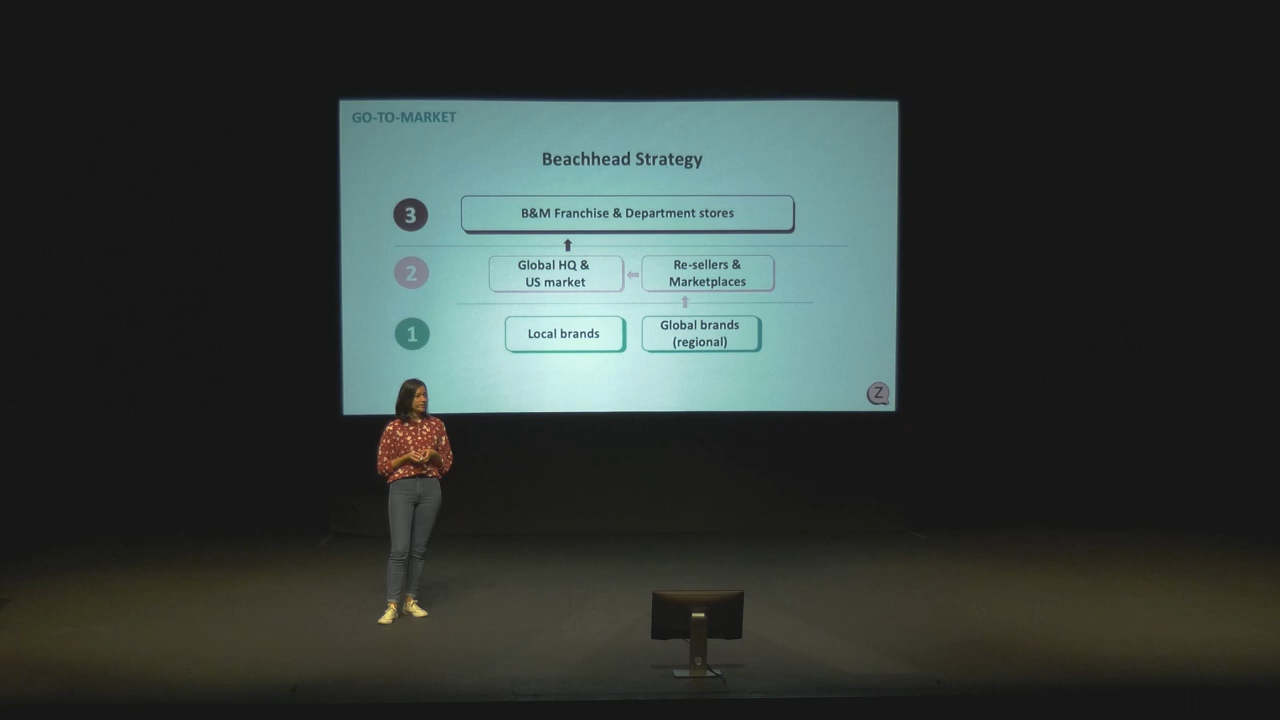 GO-TO-MARKET
Beachhead Strategy
3
B&M Franchise & Department stores
2
Global HQ &
US market
Re-sellers &
Marketplaces
1
Local brands
Global brands
(regional)
Z